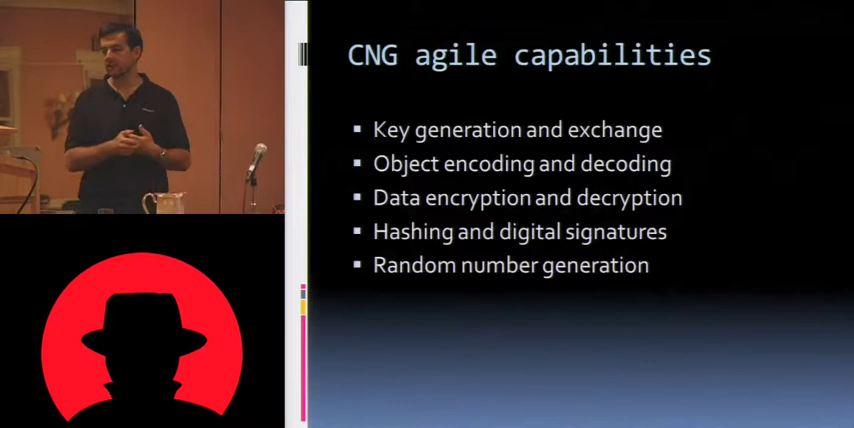 CNG agile capabilities
Key generation and exchange
Object encoding and decoding
Data encryption and decryption
Hashing and digital signatures
Random number generation